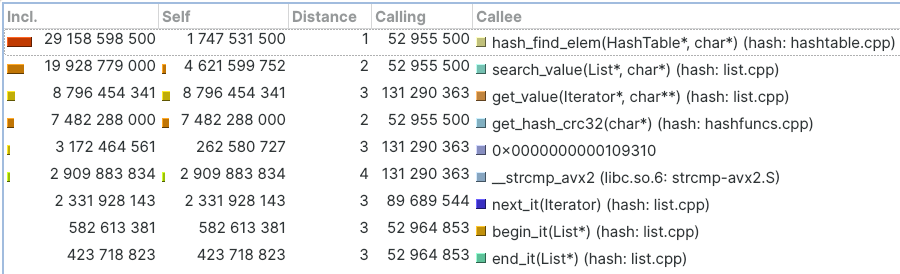 Incl. Self Distance Calling Callee
29 158 598 500 1 747 531 500 1 52 955 500 hash_find_elem(HashTable*, char*) (hash: hashtable.cpp)
19 928 779 000 4 621 599 752 2 52 955 500 search_value(List*, char*) (hash: list.cpp)
8 796 454 341 8 796 454 341 3 131 290 363 get_value(Iterator*, char**) (hash: list.cpp)
7 482 288 000 7 482 288 000 2 52 955 500 get_hash_crc32(char*) (hash: hashfuncs.cpp)
3 172 464 561 262 580 727 3 131 290 363 0×0000000000109310
2 909 883 834 2 909 883 834 4 131 290 363 __strcmp_avx2 (libc.so.6: strcmp-avx2.S)
2 331 928 143 2 331 928 143 3 89 689 544 next_it(Iterator) (hash: list.cpp)
582 613 381 582 613 381 3 52 964 853 begin_it(List*) (hash: list.cpp)
423 718 823 423 718 823 3 52 964 853 end_it(List*) (hash: list.cpp)